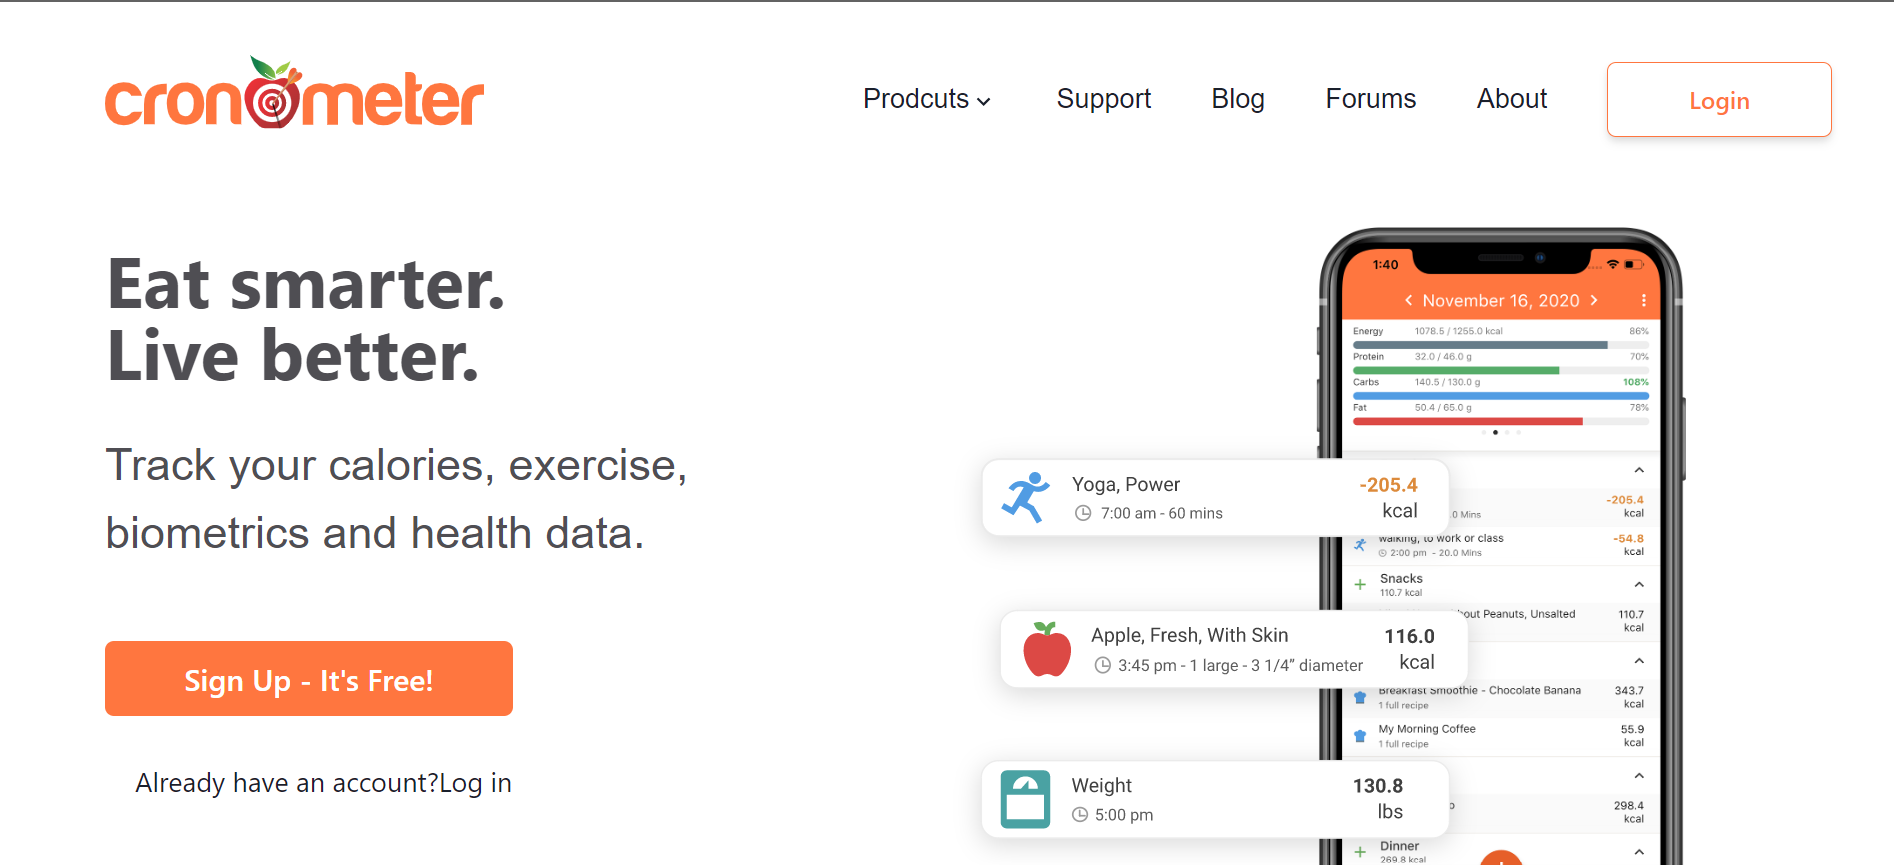 cronometer
Prodcuts Support Blog Forums About Login
Eat smarter.
Live better.
Track your calories, exercise,
biometrics and health data.
Sign Up - It's Free!
Already have an account?Log in
1:40
November 16, 2020
Energy 1078.5 / 1255.0 kcal 86%
Protein 32.0 / 46.0 g 70%
Carbs 140.5 / 130.0 g 108%
Fat 50.4 / 65.0 g 78%
Yoga, Power -205.4
7:00 am - 60 mins kcal
-205.4
.0 Mins kcal
walking, to work or class -54.8
2:00 pm - 20.0 Mins kcal
Snacks
110.7 kcal
out Peanuts, Unsalted 110.7
kcal
Apple, Fresh, With Skin 116.0
3:45 pm - 1 large - 3 1/4” diameter kcal
Breakfast Smoothie - Chocolate Banana 343.7
1 full recipe kcal
My Morning Coffee 55.9
1 full recipe kcal
Weight 130.8
5:00 pm lbs
298.4
kcal
Dinner
269.8 kcal